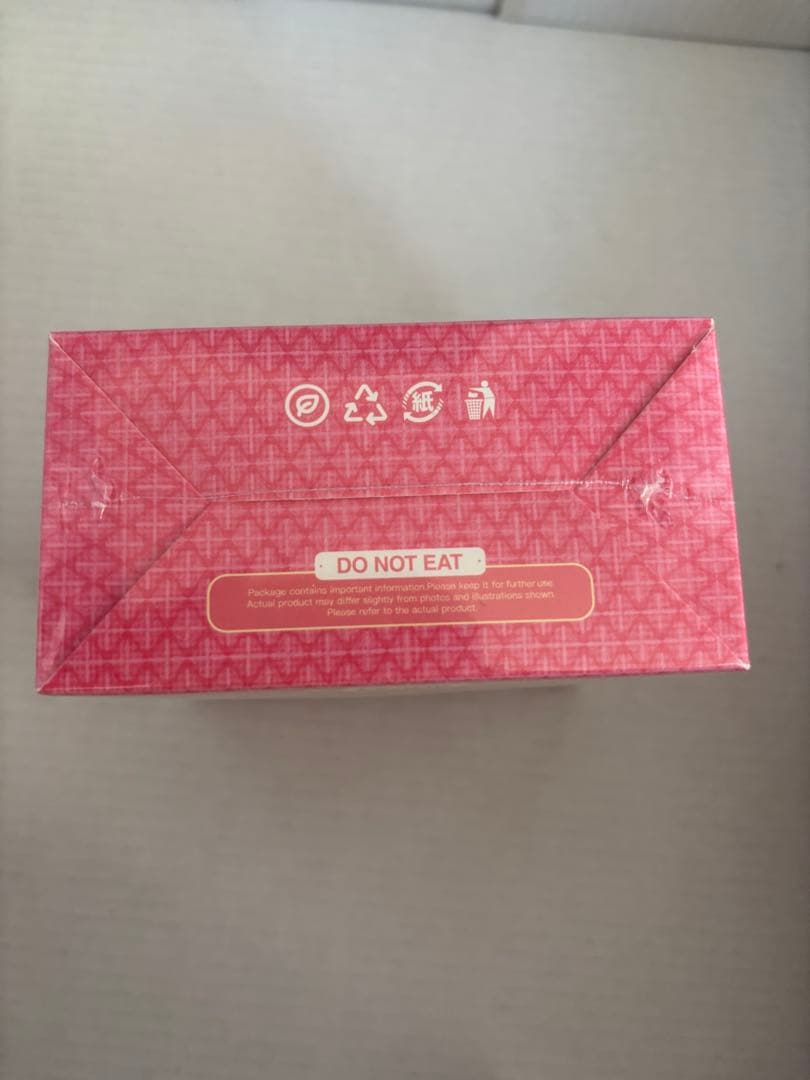 紙
DO NOT EAT
Package contains important information.Please keep it for further use.
Actual product may differ slightly from photos and illustrations shown.
Please refer to the actual product.